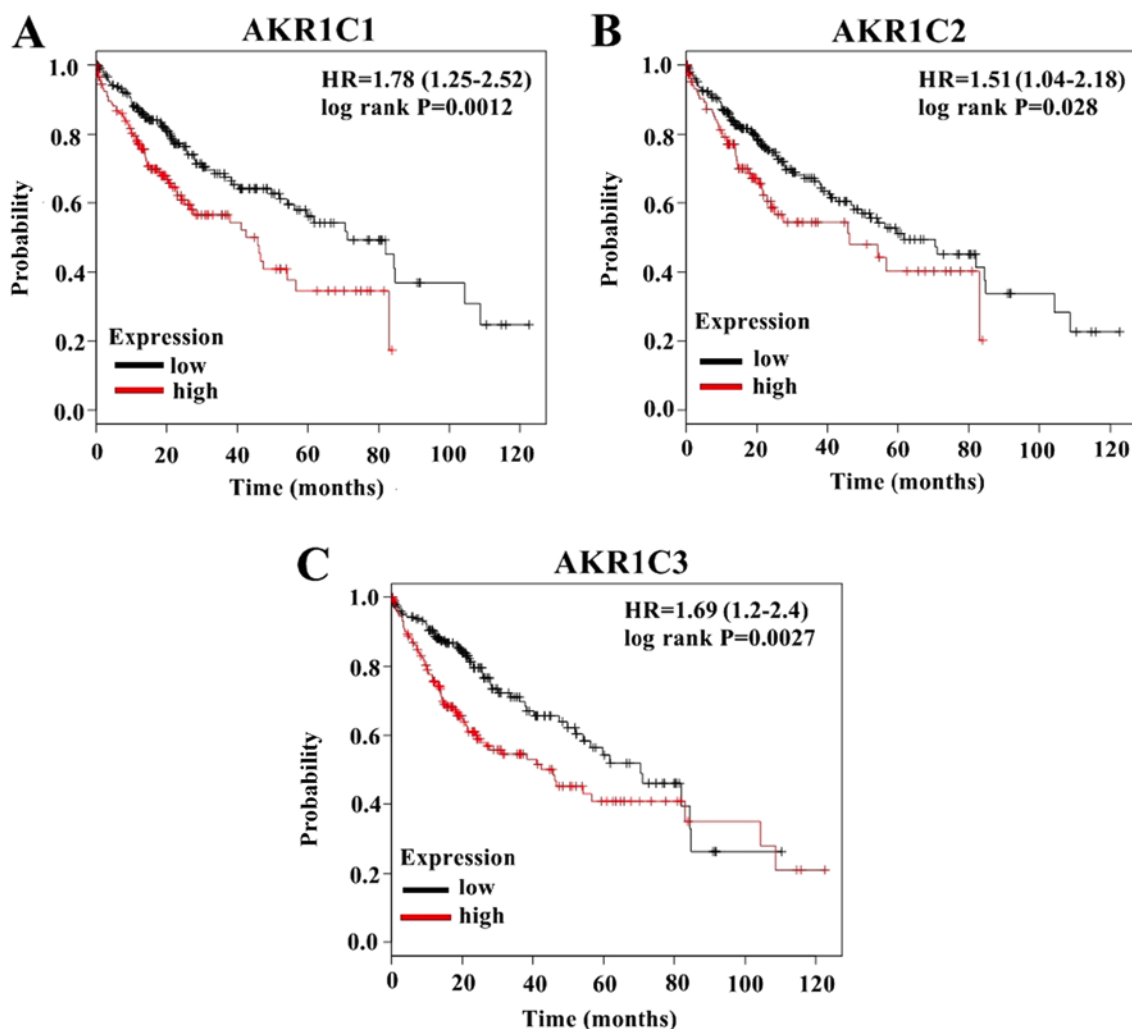 A
AKR1C1
HR=1.78 (1.25-2.52)
log rank P=0.0012
1.0
0.8
0.6
0.4
0.2
0.0
Probability
Expression
low
high
0 20 40 60 80 100 120
Time (months)
B
AKR1C2
HR=1.51 (1.04-2.18)
log rank P=0.028
1.0
0.8
0.6
0.4
0.2
0.0
Probability
Expression
low
high
0 20 40 60 80 100 120
Time (months)
C
AKR1C3
HR=1.69 (1.2-2.4)
log rank P=0.0027
1.0
0.8
0.6
0.4
0.2
0.0
Probability
Expression
low
high
0 20 40 60 80 100 120
Time (months)